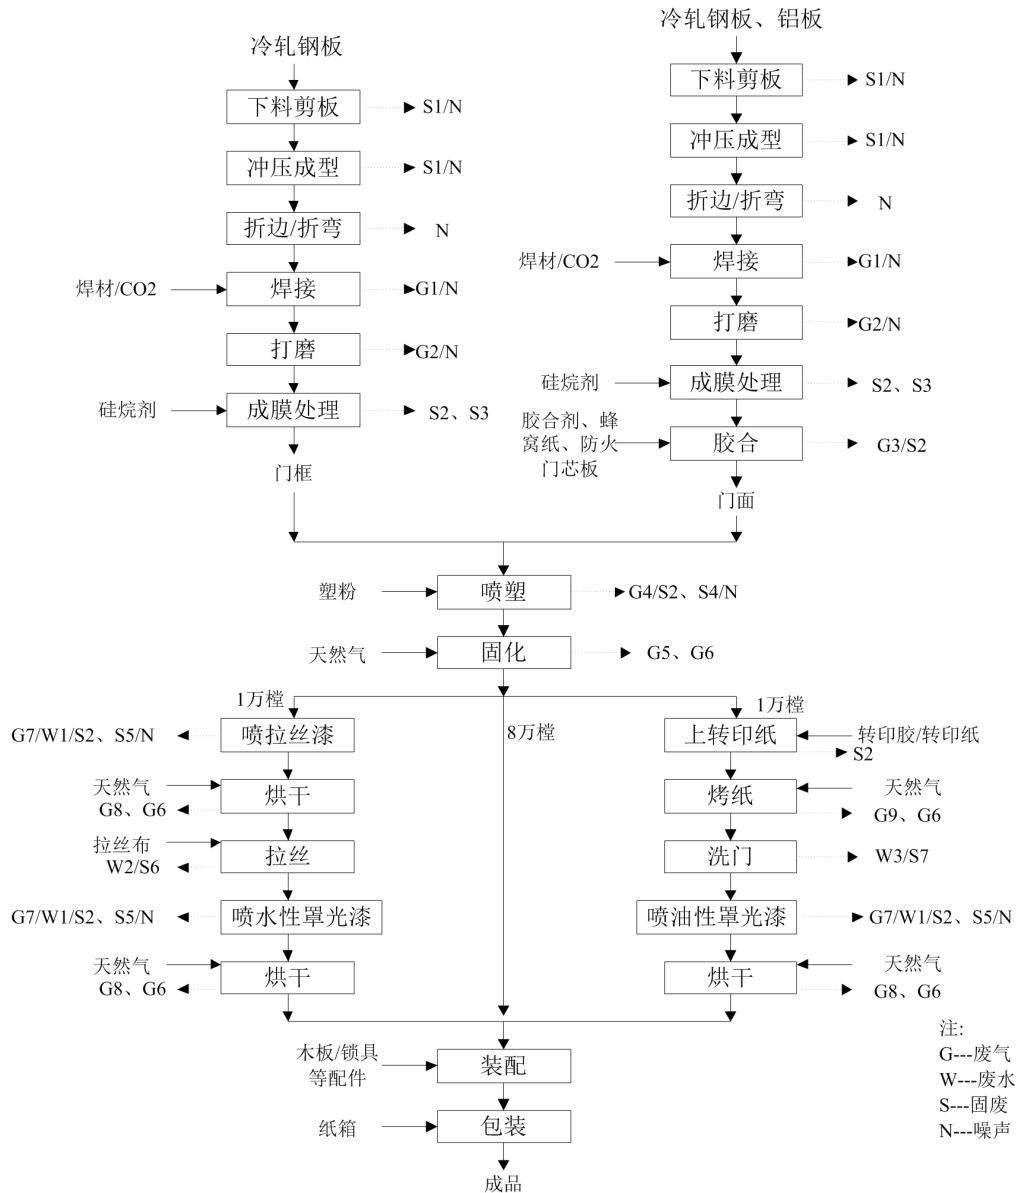 冷轧钢板
下料剪板
S1/N
冲压成型
S1/N
折边/折弯
N
焊材/CO2
焊接
G1/N
打磨
G2/N
硅烷剂
成膜处理
S2、S3
门框
冷轧钢板、铝板
下料剪板
S1/N
冲压成型
S1/N
折边/折弯
N
焊材/CO2
焊接
G1/N
打磨
G2/N
硅烷剂
成膜处理
S2、S3
胶合剂、蜂
窝纸、防火
门芯板
胶合
G3/S2
门面
塑粉
喷塑
G4/S2、S4/N
天然气
固化
G5、G6
1万樘
8万樘
1万樘
G7/W1/S2、S5/N
喷拉丝漆
天然气
G8、G6
烘干
拉丝布
W2/S6
拉丝
G7/W1/S2、S5/N
喷水性罩光漆
天然气
G8、G6
烘干
上转印纸
转印胶/转印纸
S2
烤纸
天然气
G9、G6
洗门
W3/S7
喷油性罩光漆
G7/W1/S2、S5/N
烘干
天然气
G8、G6
木板/锁具
等配件
装配
纸箱
包装
成品
注:
G---废气
W---废水
S---固废
N---噪声